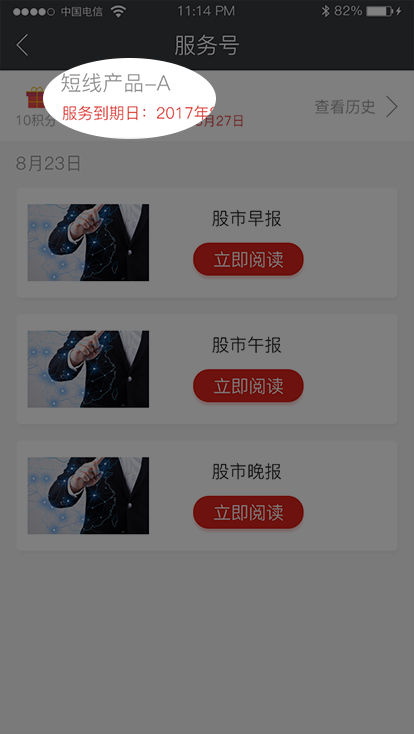 中国电信 11:14 PM 82%
服务号
短线产品-A
10积分 服务到期日：2017年8月27日 查看历史
8月23日
股市早报
立即阅读
股市午报
立即阅读
股市晚报
立即阅读